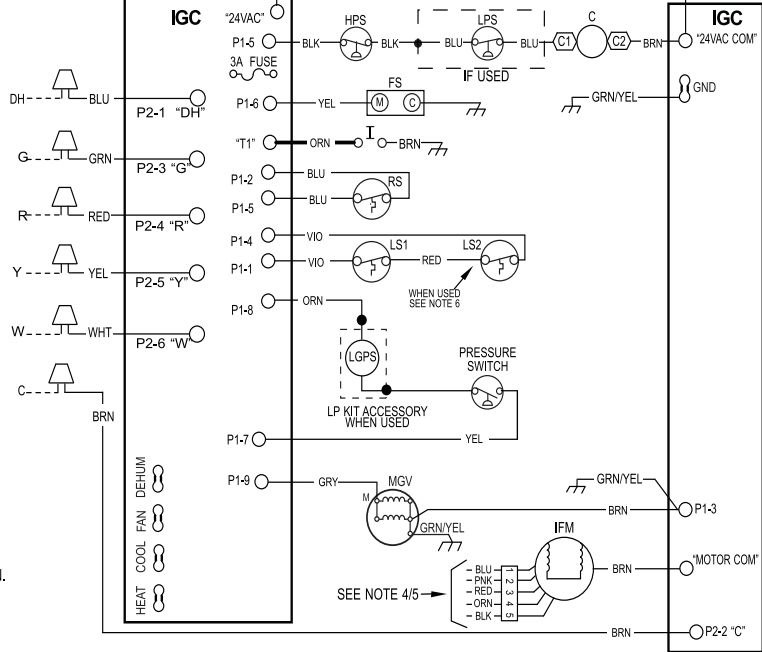 IGC
"24VAC"
HPS
LPS
C
IGC
"24VAC COM"
P1-5
BLK
BLK
BLU
BLU
C1
C2
BRN
3A FUSE
IF USED
FS
GND
DH
BLU
P2-1 "DH"
P1-6
YEL
M
C
GRN/YEL
"T1"
ORN
I
BRN
G
GRN
P2-3 "G"
P1-2
BLU
RS
P1-5
BLU
R
RED
P2-4 "R"
P1-4
VIO
LS1
LS2
P1-1
VIO
RED
Y
YEL
P2-5 "Y"
WHEN USED
SEE NOTE 6
P1-8
ORN
W
WHT
P2-6 "W"
LGPS
PRESSURE
SWITCH
C
BRN
LP KIT ACCESSORY
WHEN USED
P1-7
YEL
DEHUM
P1-9
GRY
MGV
M
GRN/YEL
BRN
P1-3
GRN/YEL
FAN
IFM
COOL
BLU 1
PNK 2
RED 3
ORN 4
BLK 5
BRN
"MOTOR COM"
SEE NOTE 4/5
HEAT
BRN
P2-2 "C"